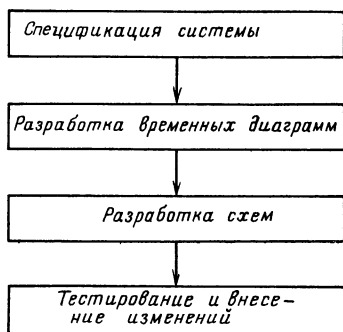 Спецификация системы
Разработка временных диаграмм
Разработка схем
Тестирование и внесе-
ние изменений